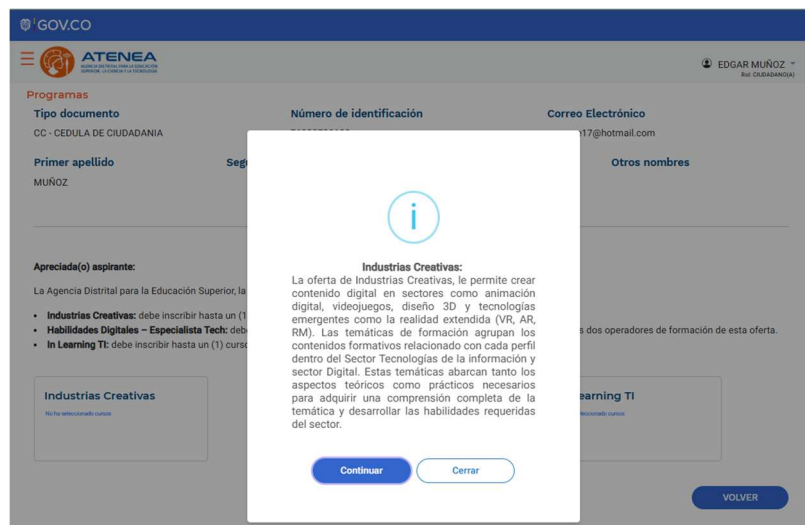 GOV.CO
ATENEA
AGENCIA DISTRITAL PARA LA EDUCACIÓN
SUPERIOR, LA CIENCIA Y LA TECNOLOGÍA
EDGAR MUÑOZ
Rol: CIUDADANO(A)
Programas
Tipo documento
Número de identificación
Correo Electrónico
CC - CEDULA DE CIUDADANIA
17@hotmail.com
Primer apellido
Otros nombres
MUÑOZ
Apreciada(o) aspirante:
La Agencia Distrital para la Educación Superior, la
• Industrias Creativas: debe inscribir hasta un (1
• Habilidades Digitales – Especialista Tech:
s dos operadores de formación de esta oferta.
• In Learning TI: debe inscribir hasta un (1)
Industrias Creativas
No ha seleccionado cursos
earning TI
VOLVER
Industrias Creativas:
La oferta de Industrias Creativas, le permite crear
contenido digital en sectores como animación
digital, videojuegos, diseño 3D y tecnologías
emergentes como la realidad extendida (VR, AR,
RM). Las temáticas de formación agrupan los
contenidos formativos relacionado con cada perfil
dentro del Sector Tecnologías de la información y
sector Digital. Estas temáticas abarcan tanto los
aspectos teóricos como prácticos necesarios
para adquirir una comprensión completa de la
temática y desarrollar las habilidades requeridas
del sector.
Continuar
Cerrar